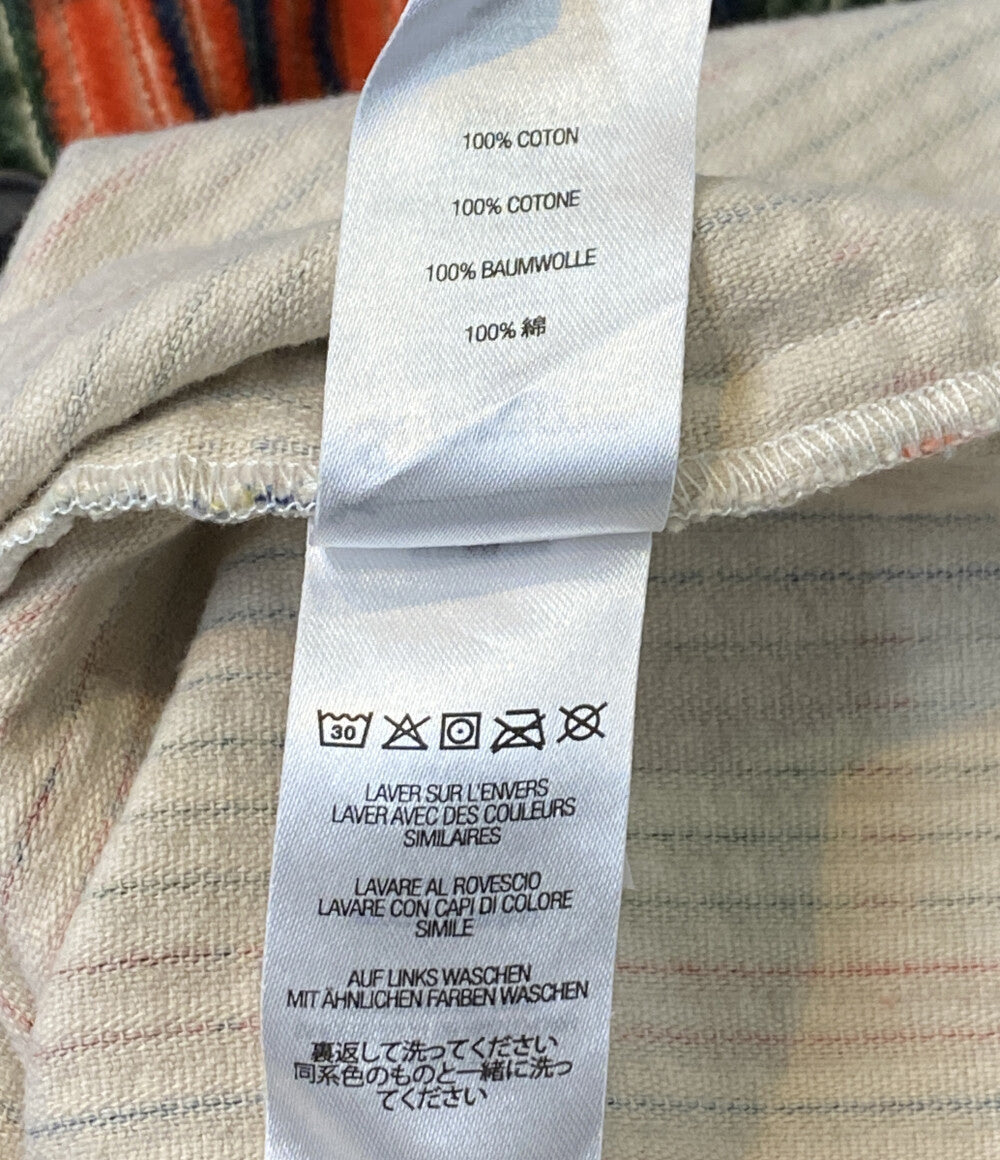 100% COTON
100% COTONE
100% BAUMWOLLE
100% 綿
30
LAVER SUR L'ENVERS
LAVER AVEC DES COULEURS
SIMILAIRES
LAVARE AL ROVESCIO
LAVARE CON CAPI DI COLORE
SIMILE
AUF LINKS WASCHEN
MIT ÄHNLICHEN FARBEN WASCHEN
裏返して洗ってください
同系色のものと一緒に洗っ
てください